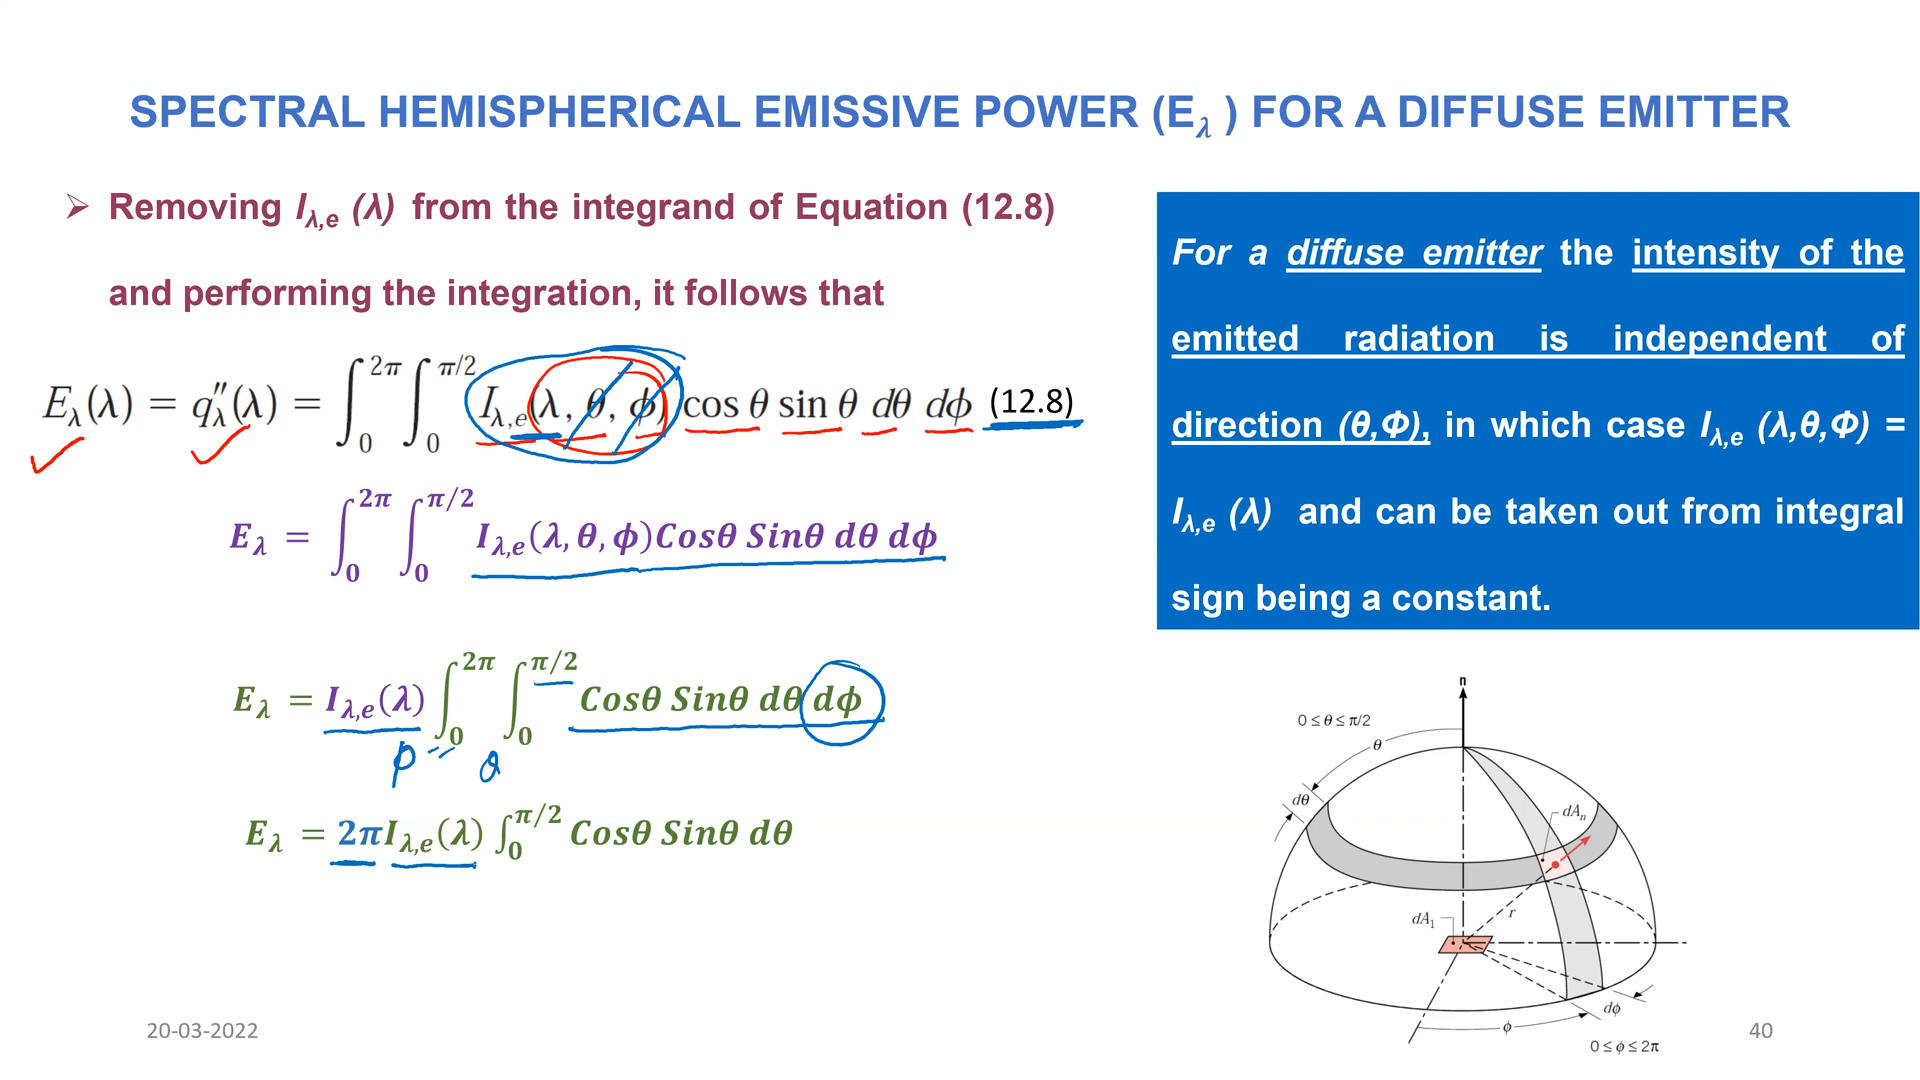 SPECTRAL HEMISPHERICAL EMISSIVE POWER (Eλ ) FOR A DIFFUSE EMITTER
➢ Removing Iλ,e (λ) from the integrand of Equation (12.8)
and performing the integration, it follows that
Eλ(λ) = q″λ(λ) = ∫₀^2π ∫₀^π/2 Iλ,e(λ, θ, ϕ) cos θ sin θ dθ dϕ (12.8)
Eλ = ∫₀^2π ∫₀^π/2 Iλ,e(λ, θ, ϕ)Cosθ Sinθ dθ dϕ
Eλ = Iλ,e(λ) ∫₀^2π ∫₀^π/2 Cosθ Sinθ dθ dϕ
Eλ = 2πIλ,e(λ) ∫₀^π/2 Cosθ Sinθ dθ
For a diffuse emitter the intensity of the
emitted radiation is independent of
direction (θ,Φ), in which case Iλ,e (λ,θ,Φ) =
Iλ,e (λ) and can be taken out from integral
sign being a constant.
n
0 ≤ θ ≤ π/2
θ
dθ
dAn
dA1
r
dϕ
ϕ
0 ≤ ϕ ≤ 2π
20-03-2022
40